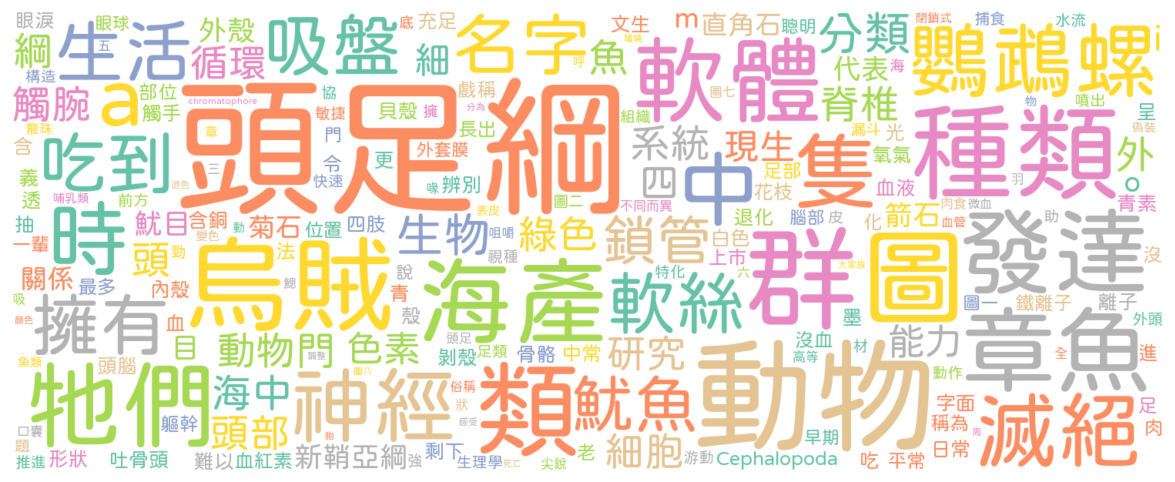 眼淚 眼球 外殼 吸盤 底 充足 文生 m 直角石 聰明 閉鎖式 捕食 水流
綱 五 生活 循環 細 名字 魚 環境 軟體 分類 鸚鵡螺 i
構造 部位 chromatophore 協 戲稱 呼 代表 海
觸腕 a 觸手 敏捷 貝殼 擁 組織 圖七 脊椎 分為 物 噴出 呈
龍珠 章 門 長出 系統 現生 隻 漏斗 光 種類 偽裝
含 吃到 三 頭足綱 外套膜 四 中 足部 氧氣 外 。
義 透 哺乳類 前方 退色 令 快速 更 喙 辨別 圖二 不同而異 花枝 血液 羽 肉食 微血 青素
抽 時 魷目 含銅 動 菊石 位置 四肢 生物 表皮 咀嚼 綠色 鎖管 退化 腦部 皮 化 箭石 血管 助
一輩 頭 勁 變色 烏賊 法 視種 白色 上市 群 圖 發達 沒
關係 最多 內殼 鰓 說 青 海產 軟絲 特化 六 大家族 圖一 鐵離子 離子
吸 顏色 擁有 血 殼 墨 沒血 外頭
魚類 目 動物門 調整 色素 頭足 剝殼 足類 骨骼 中常 研究 高等 材 能力 章魚 全 進
頭腦 圖八 動作
牠們 海中 神經 俗稱 狀 類 魷魚 動物 字面 足
口囊 軀幹 頭部 鞄 感受 細胞 早期 稱為 滅絕 肉
題 推進 形狀 吐骨頭 難以 血紅素 新鞘亞綱 強 剩下 生理學 死亡 尖銳 老 游動 Cephalopoda 吃 平常 日常 周